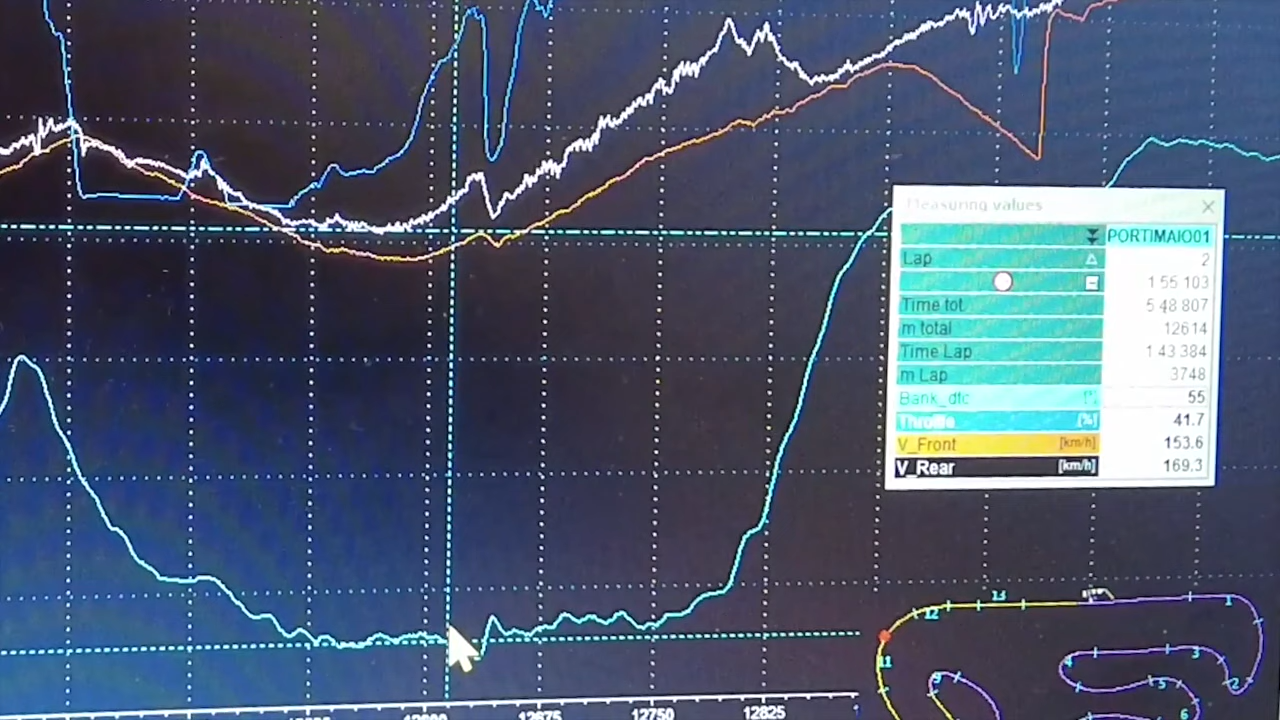 Measuring values
PORTIMAIO01
Lap 2
1 55 103
Time tot. 5 48 807
m total 12614
Time Lap 1 43 384
m Lap 3748
Bank_dfc [°] 55
Throttle [%] 41.7
V_Front [km/h] 153.6
V_Rear [km/h] 169.3
13
12
1
11
4
3
9
5
2
6
12675 12750 12825